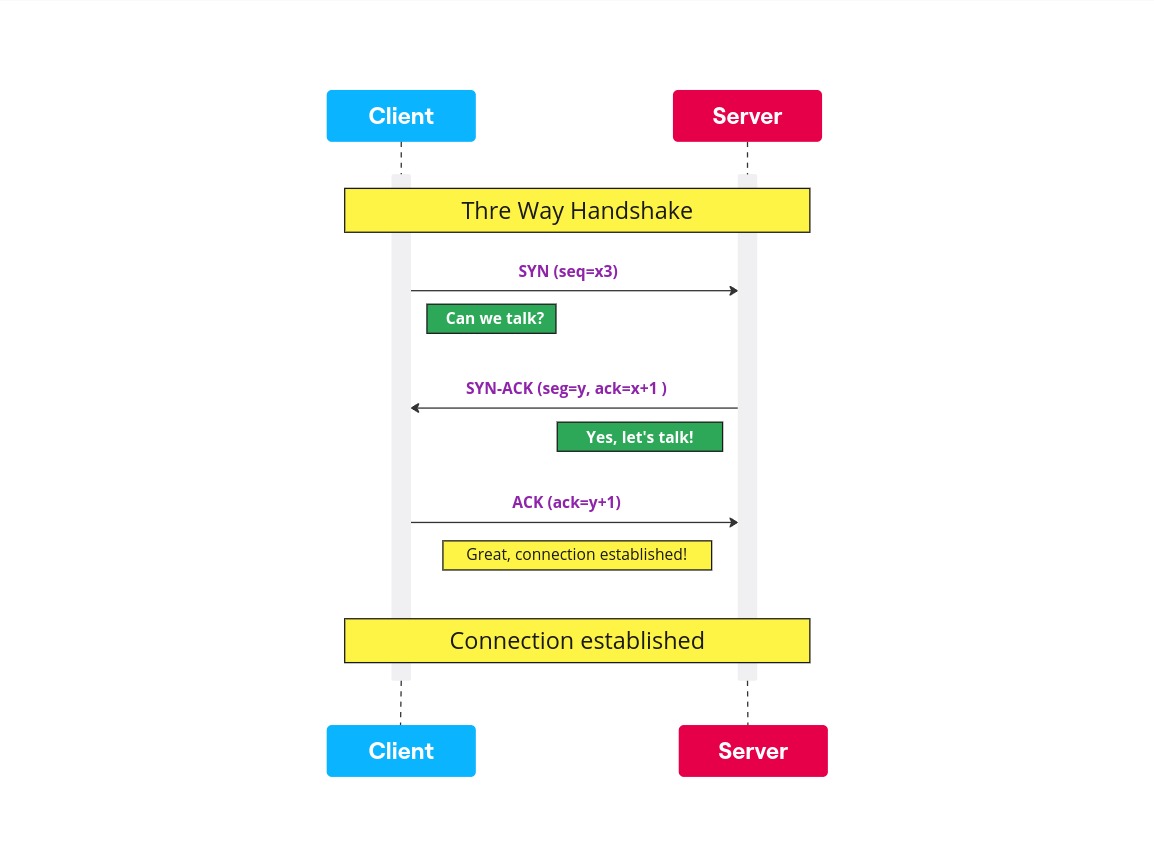 Client
Server
Thre Way Handshake
SYN (seq=x3)
Can we talk?
SYN-ACK (seg=y, ack=x+1 )
Yes, let's talk!
ACK (ack=y+1)
Great, connection established!
Connection established
Client
Server